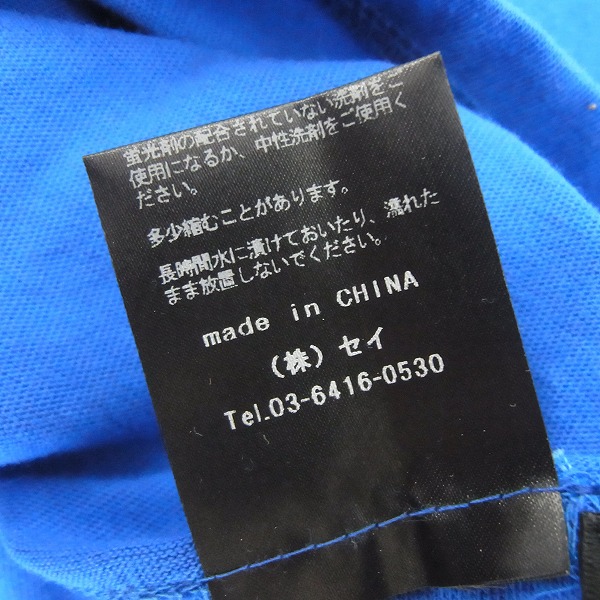 蛍光剤の配合されていない洗剤をご
使用になるか、中性洗剤をご使用く
ださい。
多少縮むことがあります。
長時間水に漬けておいたり、濡れた
まま放置しないでください。
made in CHINA
（株）セイ
Tel.03-6416-0530